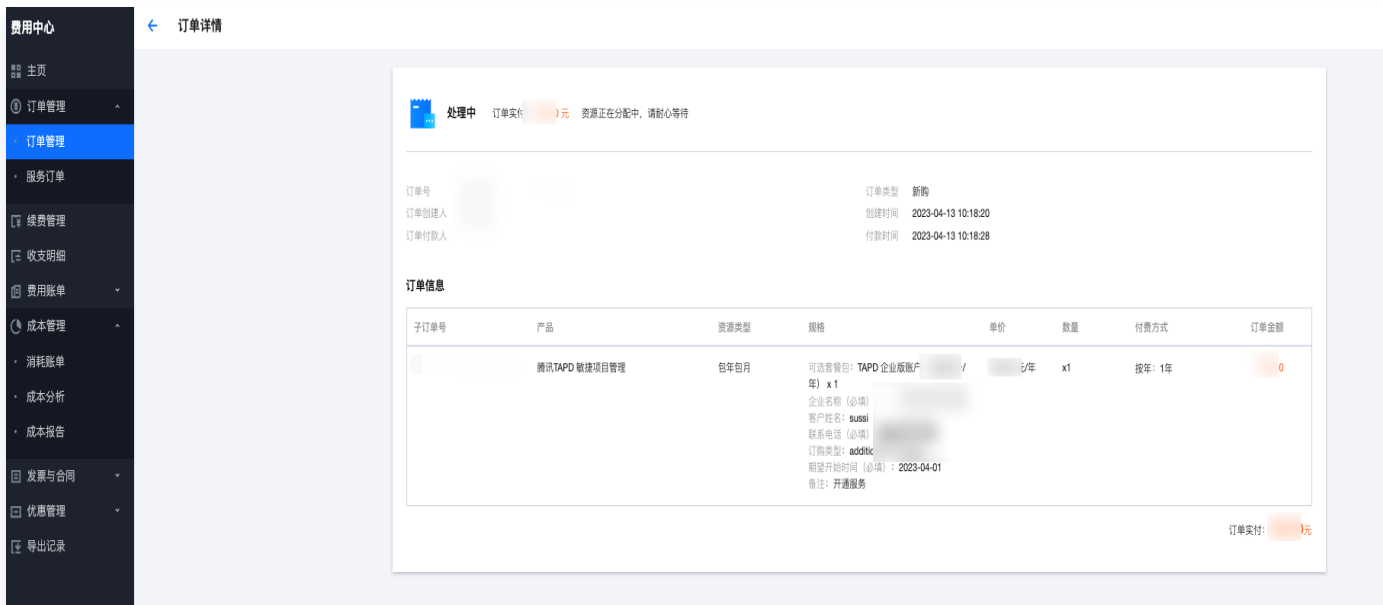 费用中心
← 订单详情
主页
订单管理
订单管理
服务订单
续费管理
收支明细
费用账单
成本管理
消耗账单
成本分析
成本报告
发票与合同
优惠管理
导出记录
处理中 订单实付 元 资源正在分配中，请耐心等待
订单号
订单类型 新购
订单创建人
创建时间 2023-04-13 10:18:20
订单付款人
付款时间 2023-04-13 10:18:28
订单信息
子订单号 产品 资源类型 规格 单价 数量 付费方式 订单金额
腾讯TAPD 敏捷项目管理 包年包月 可选套餐包：TAPD 企业版账户 / 元/年 x1 按年：1年 0
年） x 1
企业名称（必填）
客户姓名：sussi
联系电话（必填）
订购类型：additic
期望开始时间（必填）：2023-04-01
备注：开通服务
订单实付： 元